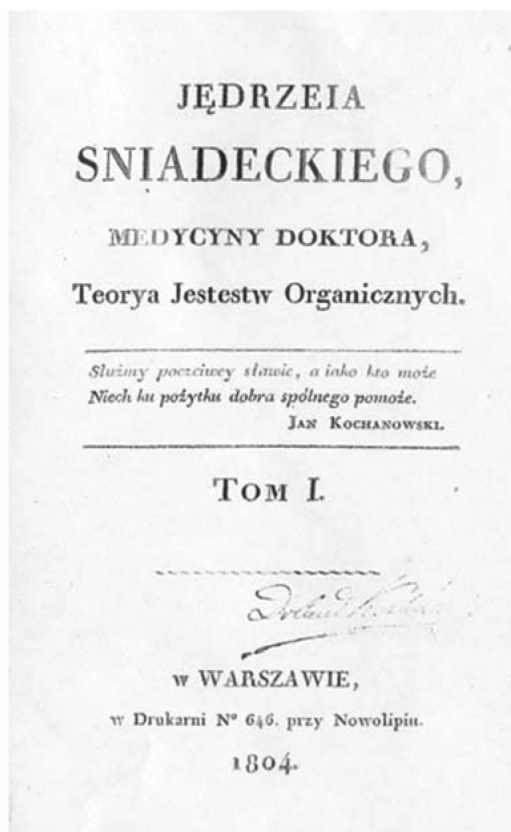 JĘDRZEIA
SNIADECKIEGO,
MEDYCYNY DOKTORA,
Teorya Jestestw Organicznych.
Służmy poczciwey sławie, a iako kto może
Niech ku pożytku dobra spólnego pomoże.
JAN KOCHANOWSKI.
TOM I.
w WARSZAWIE,
w Drukarni Nº 646. przy Nowolipiu.
1804.